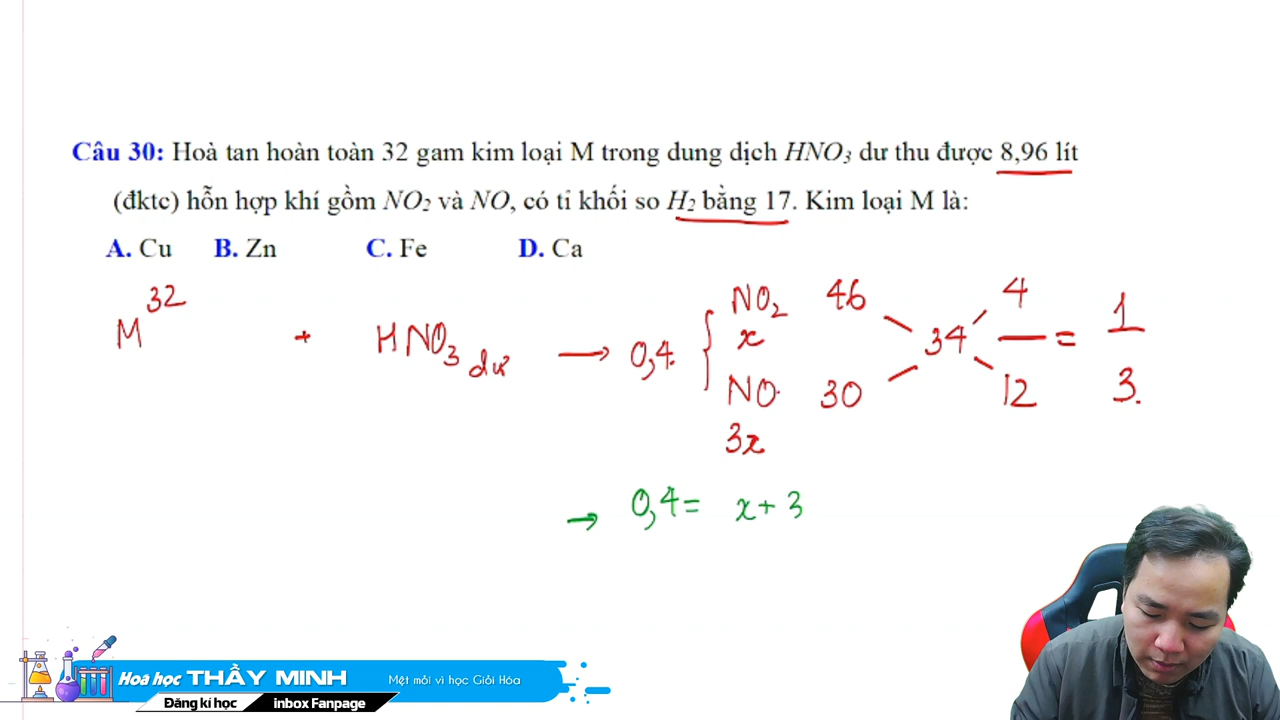 Câu 30: Hoà tan hoàn toàn 32 gam kim loại M trong dung dịch HNO₃ dư thu được 8,96 lít
(đktc) hỗn hợp khí gồm NO₂ và NO, có tỉ khối so H₂ bằng 17. Kim loại M là:
A. Cu B. Zn C. Fe D. Ca
M 32 + HNO₃ dư → 0,4
NO₂ 46 4 1
x 34 =
NO 30 12 3
3x
→ 0,4 = x + 3
Hoá học THẦY MINH Mệt mỏi vì học Giỏi Hóa
Đăng kí học inbox Fanpage